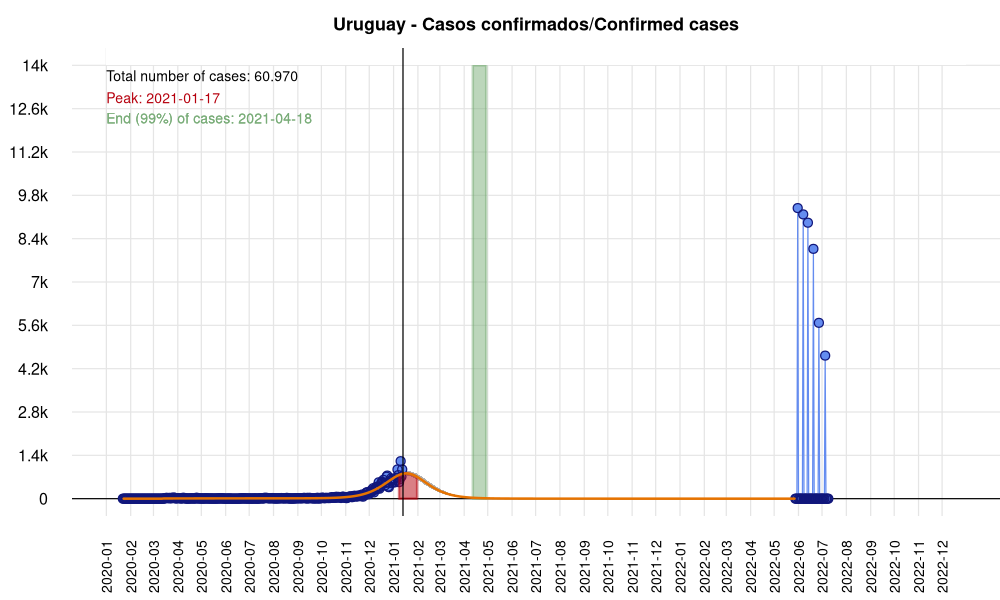 Uruguay - Casos confirmados/Confirmed cases
Total number of cases: 60.970
Peak: 2021-01-17
End (99%) of cases: 2021-04-18
14k
12.6k
11.2k
9.8k
8.4k
7k
5.6k
4.2k
2.8k
1.4k
0
2020-01
2020-02
2020-03
2020-04
2020-05
2020-06
2020-07
2020-08
2020-09
2020-10
2020-11
2020-12
2021-01
2021-02
2021-03
2021-04
2021-05
2021-06
2021-07
2021-08
2021-09
2021-10
2021-11
2021-12
2022-01
2022-02
2022-03
2022-04
2022-05
2022-06
2022-07
2022-08
2022-09
2022-10
2022-11
2022-12